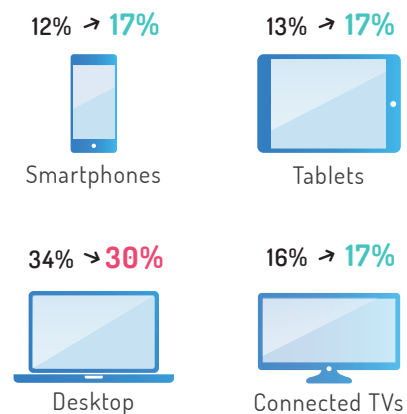 12% → 17%
13% → 17%
Smartphones
Tablets
34% → 30%
16% → 17%
Desktop
Connected TVs